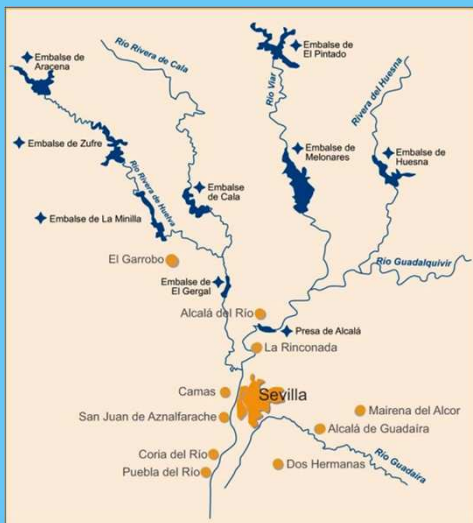 Río Rivera de Cala
Embalse de
El Pintado
Embalse de
Aracena
Río Viar
Rivera del Huesna
Embalse de Zufre
Embalse de
Melonares
Embalse de
Huesna
Río Rivera de Huelva
Embalse
de Cala
Embalse de La Minilla
El Garrobo
Río Guadalquivir
Embalse de
El Gergal
Alcalá del Río
Presa de Alcalá
La Rinconada
Camas
Sevilla
San Juan de Aznalfarache
Mairena del Alcor
Alcalá de Guadaíra
Coria del Río
Puebla del Río
Dos Hermanas
Río Guadaira